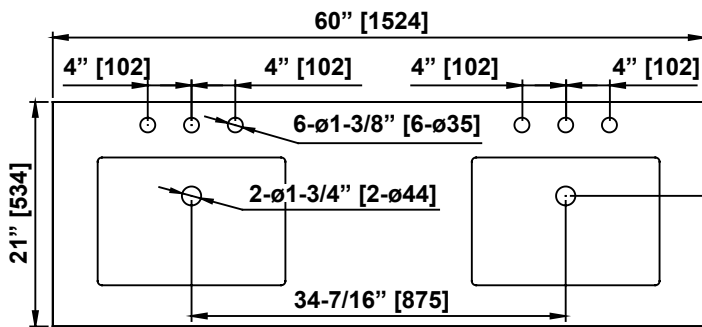 60” [1524]
4” [102] 4” [102] 4” [102] 4” [102]
6-ø1-3/8” [6-ø35]
21” [534]
2-ø1-3/4” [2-ø44]
34-7/16” [875]